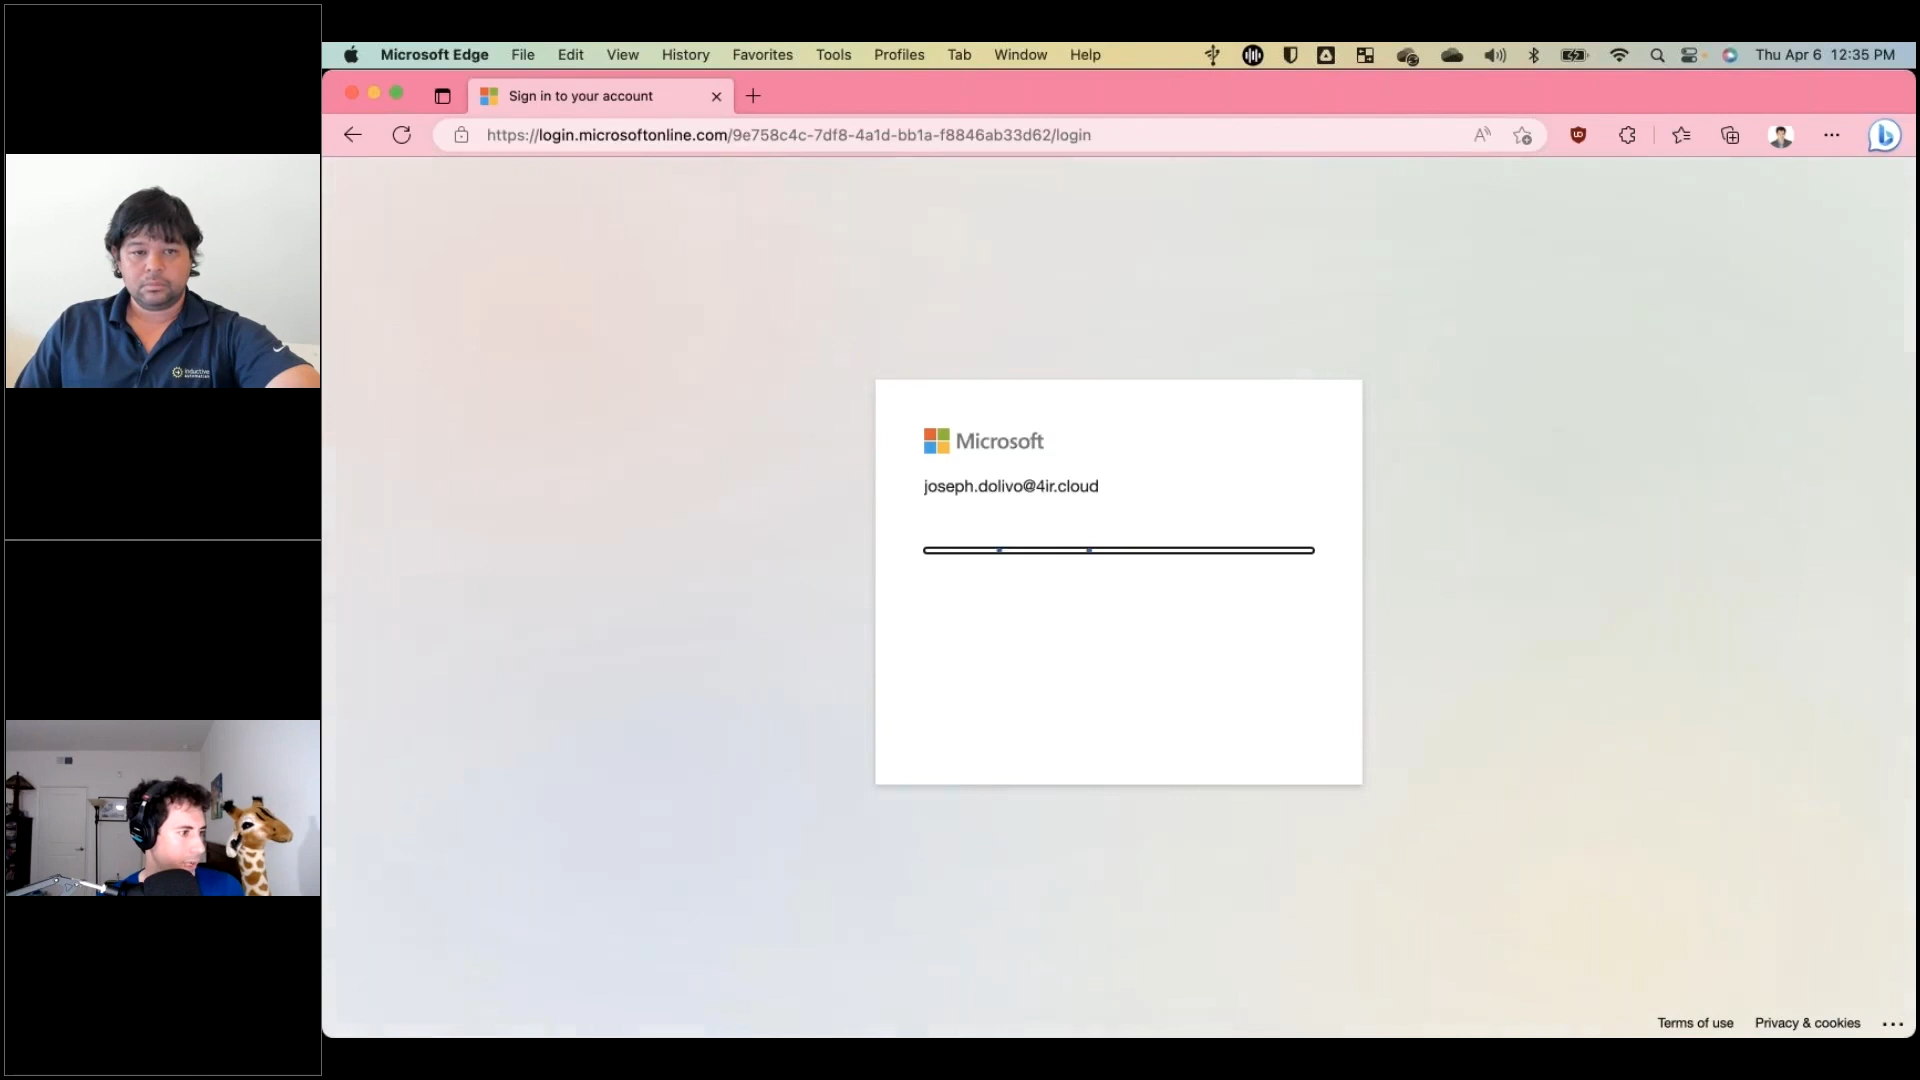 Microsoft Edge File Edit View History Favorites Tools Profiles Tab Window Help Thu Apr 6 12:35 PM
Sign in to your account
https://login.microsoftonline.com/9e758c4c-7df8-4a1d-bb1a-f8846ab33d62/login
inductive
automation
Microsoft
joseph.dolivo@4ir.cloud
Terms of use Privacy & cookies